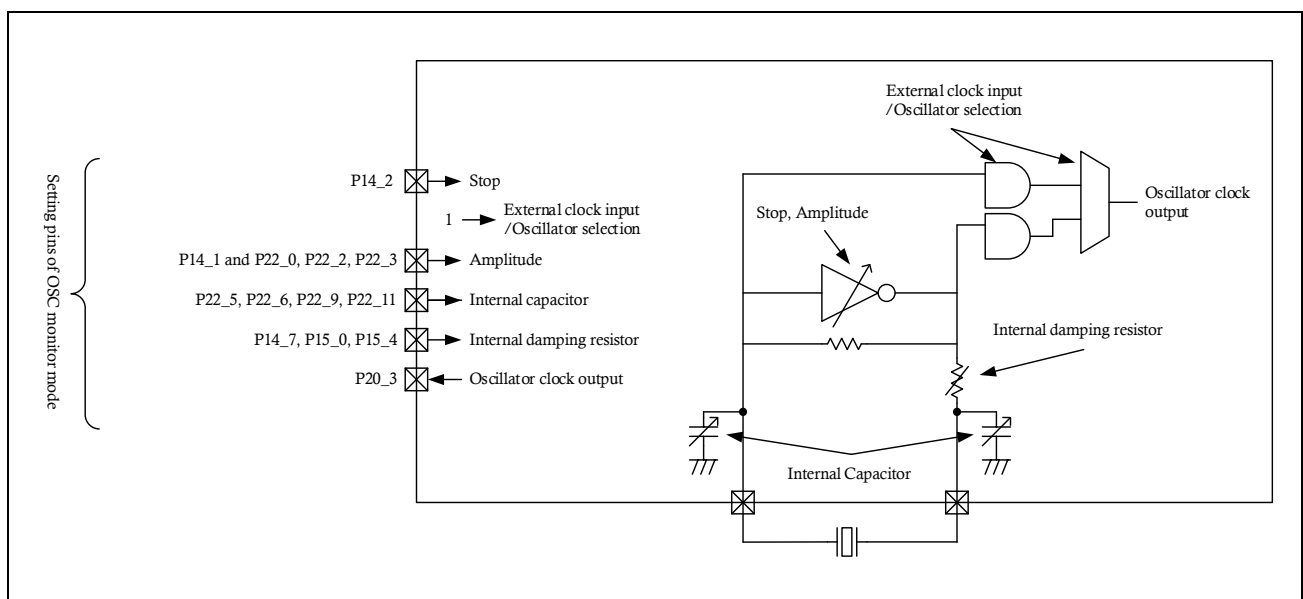 Setting pins of OSC monitor mode
P14_2
Stop
1
External clock input
/Oscillator selection
P14_1 and P22_0, P22_2, P22_3
Amplitude
P22_5, P22_6, P22_9, P22_11
Internal capacitor
P14_7, P15_0, P15_4
Internal damping resistor
P20_3
Oscillator clock output
External clock input
/Oscillator selection
Oscillator clock
output
Stop, Amplitude
Internal damping resistor
Internal Capacitor